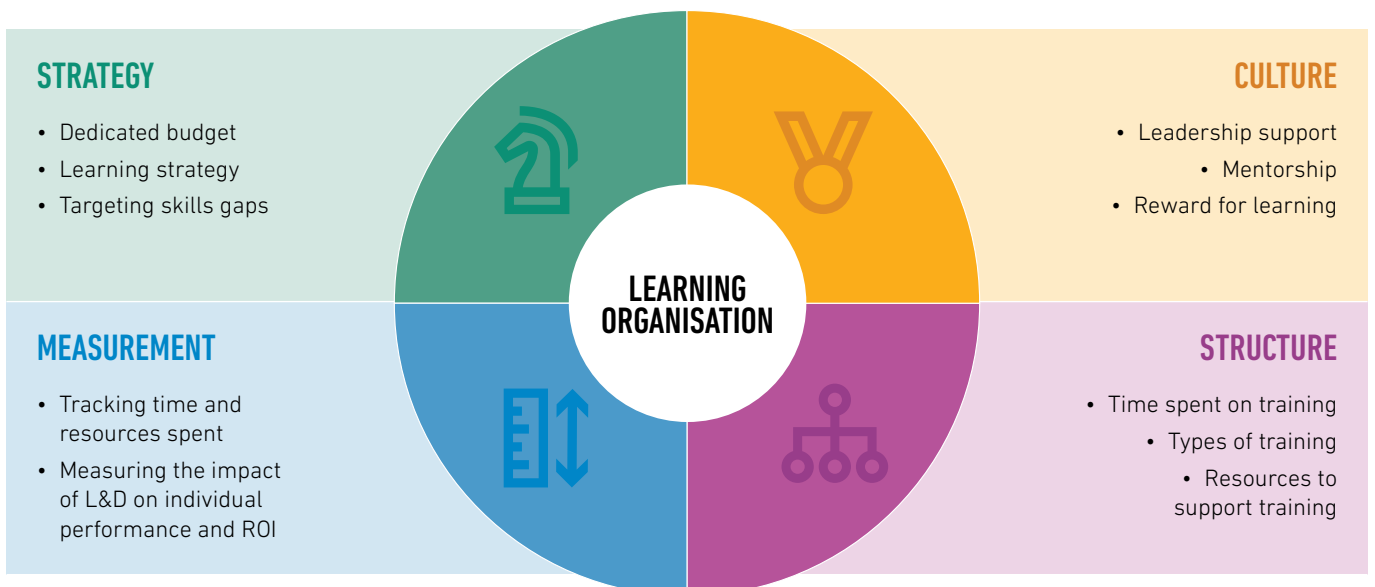 STRATEGY
• Dedicated budget
• Learning strategy
• Targeting skills gaps
CULTURE
• Leadership support
• Mentorship
• Reward for learning
LEARNING
ORGANISATION
MEASUREMENT
• Tracking time and
resources spent
• Measuring the impact
of L&D on individual
performance and ROI
STRUCTURE
• Time spent on training
• Types of training
• Resources to
support training